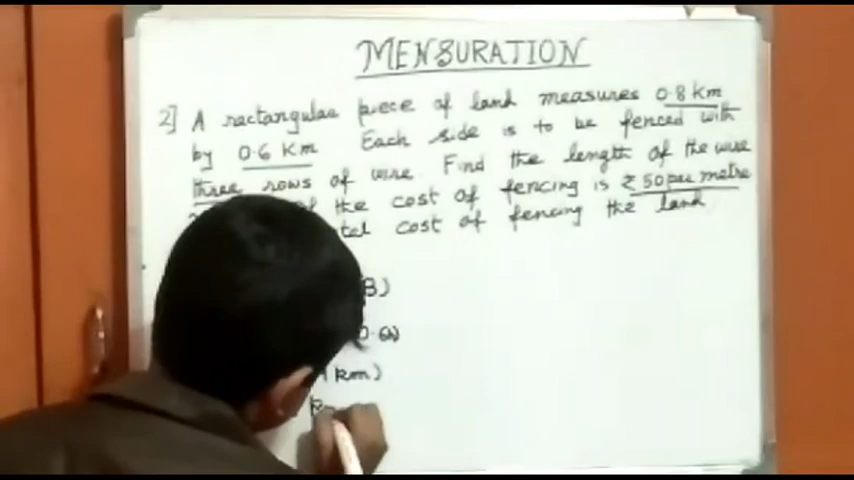 MENSURATION
2] A rectangular piece of land measures 0.8 km
by 0.6 Km Each side is to be fenced with
three rows of wire. Find the length of the wire
of the cost of fencing is ₹ 50 per metre
cost of fencing the land
B)
0.6)
km)